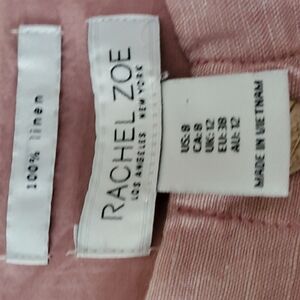 100% linen
RACHEL ZOE
LOS ANGELES NEW YORK
US: 8
CA: 8
UK: 12
EU: 38
AU: 12
MADE IN VIETNAM